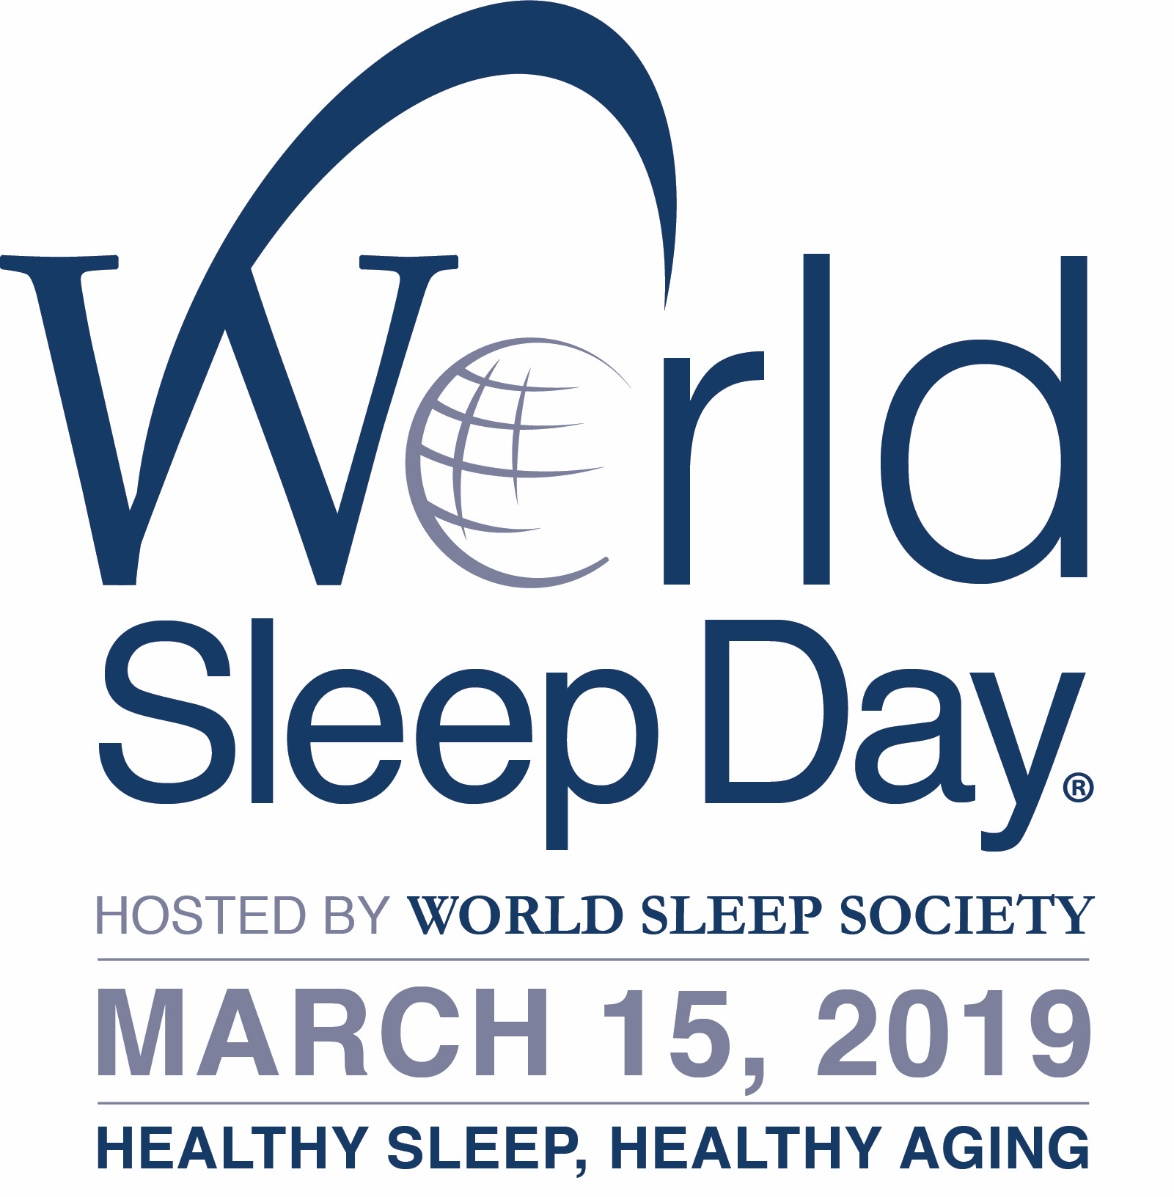 World
Sleep Day®
HOSTED BY WORLD SLEEP SOCIETY
MARCH 15, 2019
HEALTHY SLEEP, HEALTHY AGING